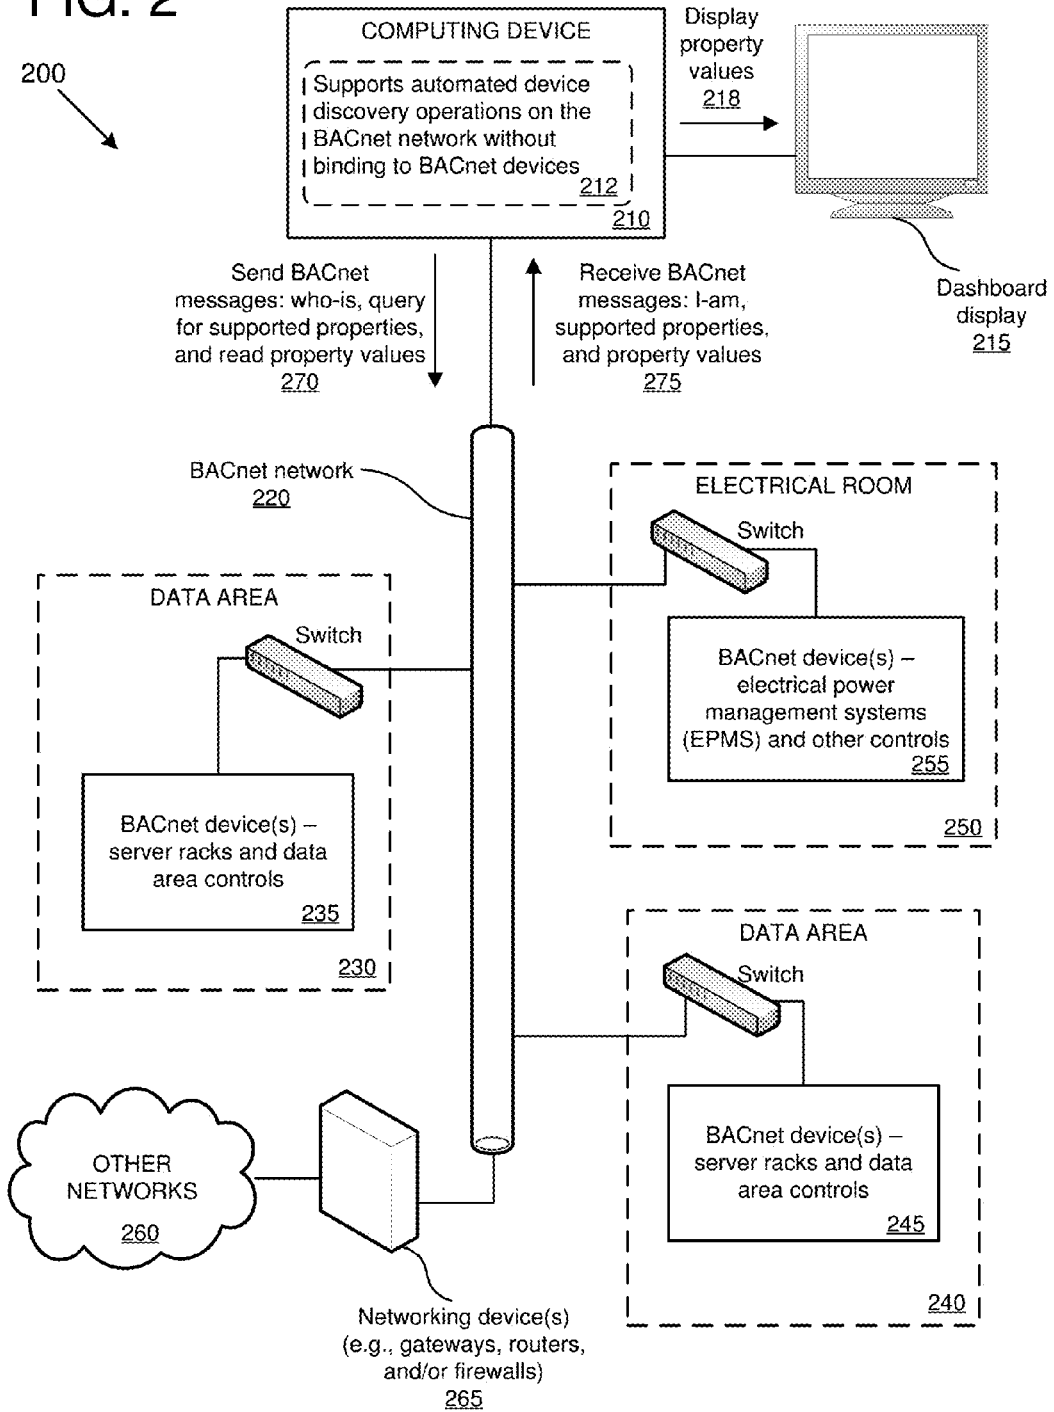 FIG. 2
200
COMPUTING DEVICE
Supports automated device
discovery operations on the
BACnet network without
binding to BACnet devices
212
210
Display
property
values
218
Dashboard
display
215
Send BACnet
messages: who-is, query
for supported properties,
and read property values
270
Receive BACnet
messages: I-am,
supported properties,
and property values
275
BACnet network
220
ELECTRICAL ROOM
Switch
BACnet device(s) –
electrical power
management systems
(EPMS) and other controls
255
250
DATA AREA
Switch
BACnet device(s) –
server racks and data
area controls
235
230
DATA AREA
Switch
BACnet device(s) –
server racks and data
area controls
245
240
OTHER
NETWORKS
260
Networking device(s)
(e.g., gateways, routers,
and/or firewalls)
265